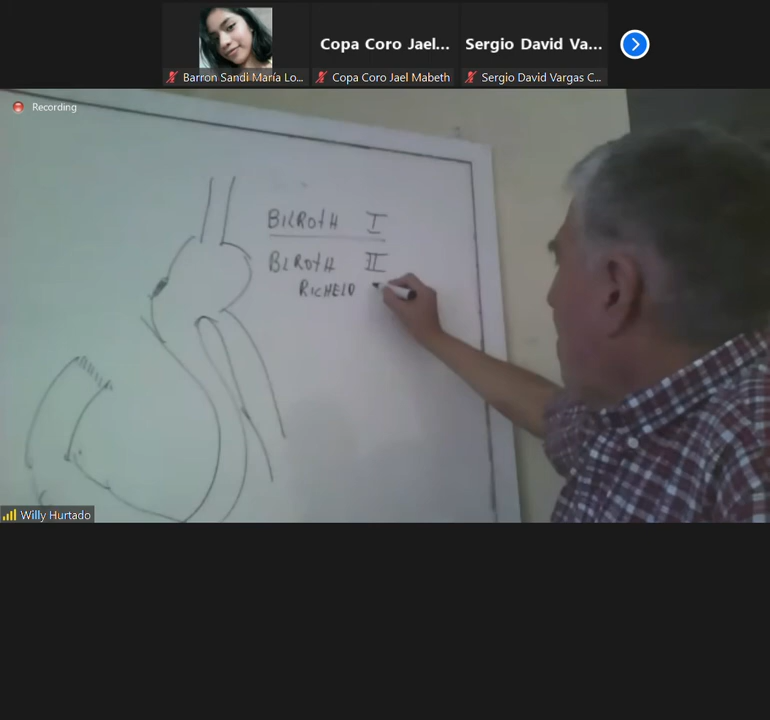 Copa Coro Jael...
Sergio David Va...
Barron Sandi María Lo...
Copa Coro Jael Mabeth
Sergio David Vargas C...
Recording
BILROTH I
BLROTH II
RICHELD
Willy Hurtado